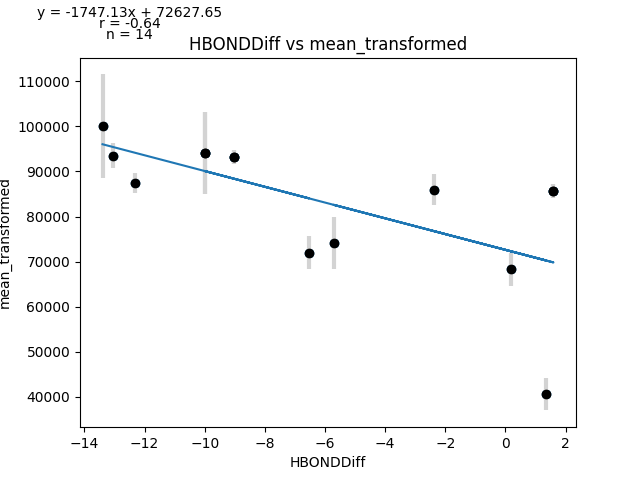 y = -1747.13x + 72627.65
r = -0.64
n = 14
HBONDDiff vs mean_transformed
mean_transformed
110000
100000
90000
80000
70000
60000
50000
40000
−14
−12
−10
−8
−6
−4
−2
0
2
HBONDDiff